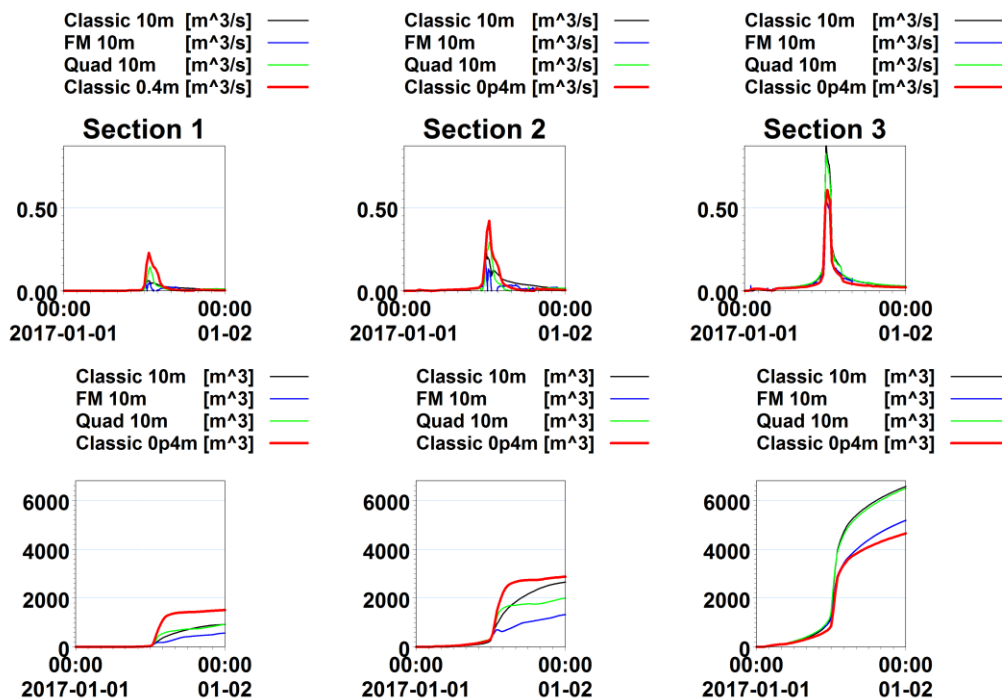 Classic 10m [m^3/s] Classic 10m [m^3/s] Classic 10m [m^3/s]
FM 10m [m^3/s] FM 10m [m^3/s] FM 10m [m^3/s]
Quad 10m [m^3/s] Quad 10m [m^3/s] Quad 10m [m^3/s]
Classic 0.4m [m^3/s] Classic 0p4m [m^3/s] Classic 0p4m [m^3/s]
Section 1 Section 2 Section 3
0.50 0.50 0.50
0.00 0.00 0.00
00:00 00:00 00:00 00:00 00:00 00:00
2017-01-01 01-02 2017-01-01 01-02 2017-01-01 01-02
Classic 10m [m^3] Classic 10m [m^3] Classic 10m [m^3]
FM 10m [m^3] FM 10m [m^3] FM 10m [m^3]
Quad 10m [m^3] Quad 10m [m^3] Quad 10m [m^3]
Classic 0p4m [m^3] Classic 0p4m [m^3] Classic 0p4m [m^3]
6000 6000 6000
4000 4000 4000
2000 2000 2000
0 0 0
00:00 00:00 00:00 00:00 00:00 00:00
2017-01-01 01-02 2017-01-01 01-02 2017-01-01 01-02